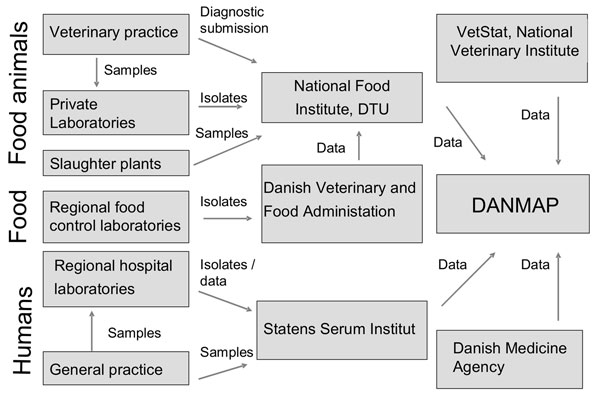 Food animals
Food
Humans
Veterinary practice
Diagnostic
submission
VetStat, National
Veterinary Institute
Samples
Private
Laboratories
Isolates
National Food
Institute, DTU
Samples
Slaughter plants
Data
Data
Data
Regional food
control laboratories
Isolates
Danish Veterinary and
Food Administation
DANMAP
Regional hospital
laboratories
Isolates /
data
Data
Data
Samples
Statens Serum Institut
General practice
Samples
Danish Medicine
Agency